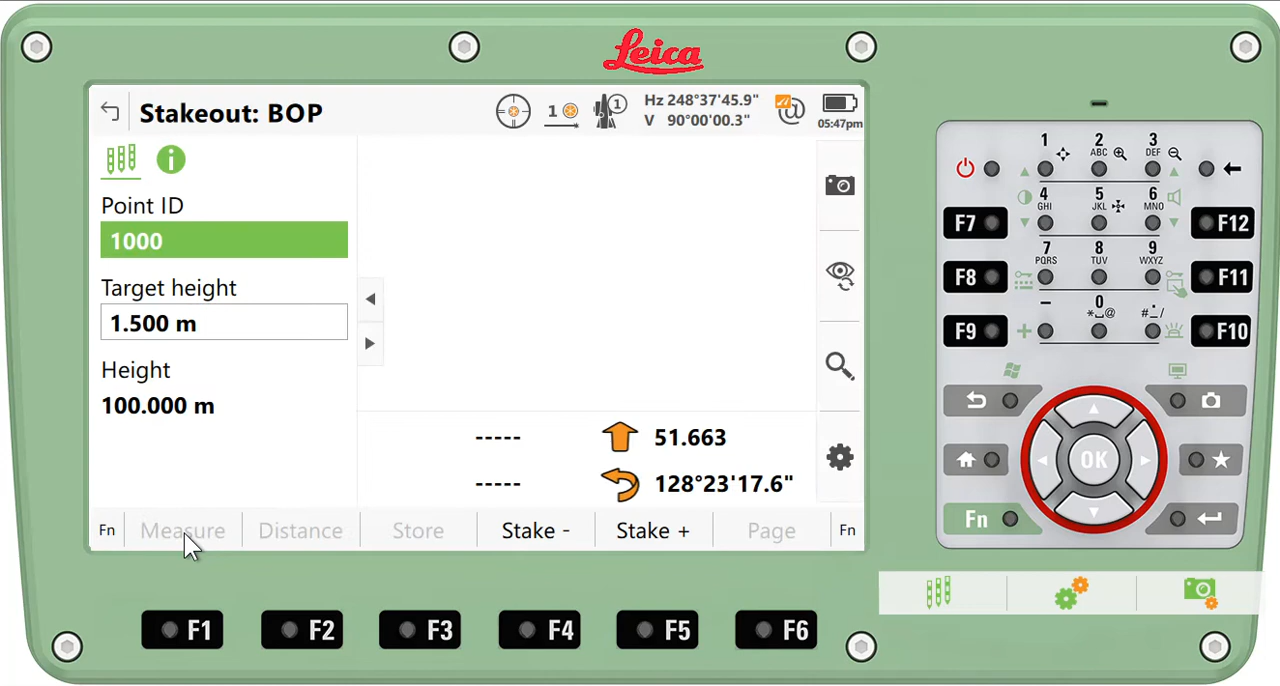 Leica
Stakeout: BOP
1
1
Hz 248°37'45.9"
V 90°00'00.3"
@
05:47pm
Point ID
1000
Target height
1.500 m
Height
100.000 m
----- 51.663
----- 128°23'17.6"
Fn Measure Distance Store Stake - Stake + Page Fn
F1 F2 F3 F4 F5 F6
1 2 ABC 3 DEF
4 GHI 5 JKL 6 MNO
F7 F12
7 PQRS 8 TUV 9 WXYZ
F8 F11
- 0 *␣@ . #_/
F9 + F10
OK
Fn